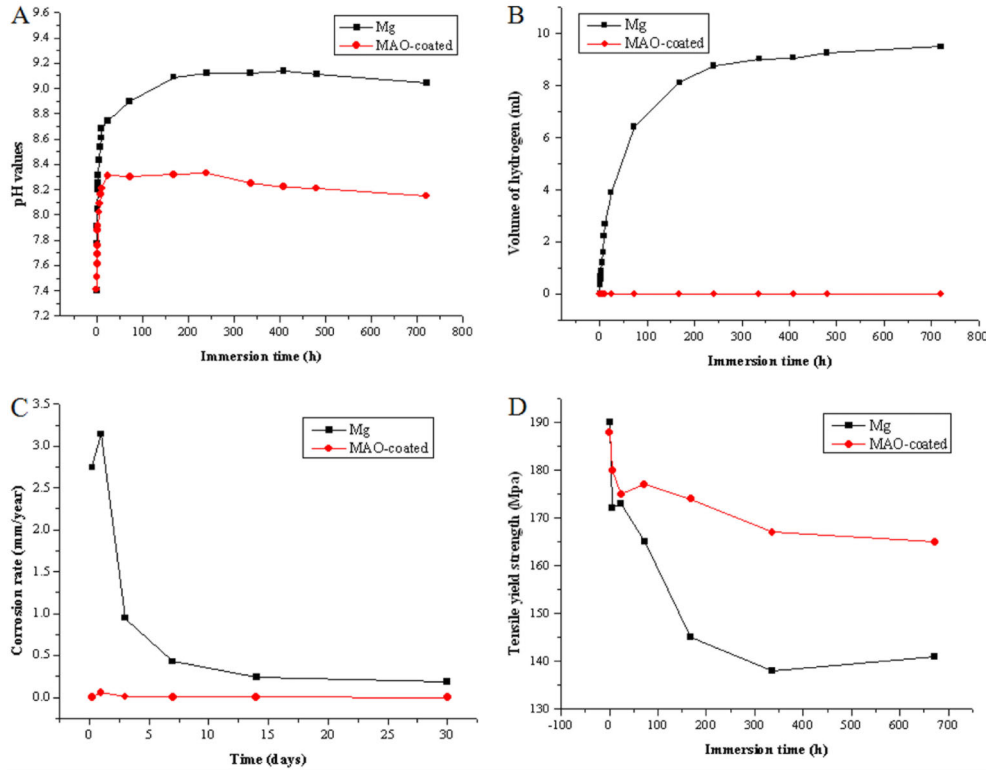 A
Mg
MAO-coated
9.6
9.4
9.2
9.0
8.8
8.6
8.4
8.2
8.0
7.8
7.6
7.4
7.2
pH values
0 100 200 300 400 500 600 700 800
Immersion time (h)
B
Mg
MAO-coated
10
8
6
4
2
0
Volume of hydrogen (ml)
0 100 200 300 400 500 600 700 800
Immersion time (h)
C
Mg
MAO-coated
3.5
3.0
2.5
2.0
1.5
1.0
0.5
0.0
Corrosion rate (mm/year)
0 5 10 15 20 25 30
Time (days)
D
Mg
MAO-coated
190
180
170
160
150
140
130
Tensile yield strength (Mpa)
-100 0 100 200 300 400 500 600 700
Immersion time (h)